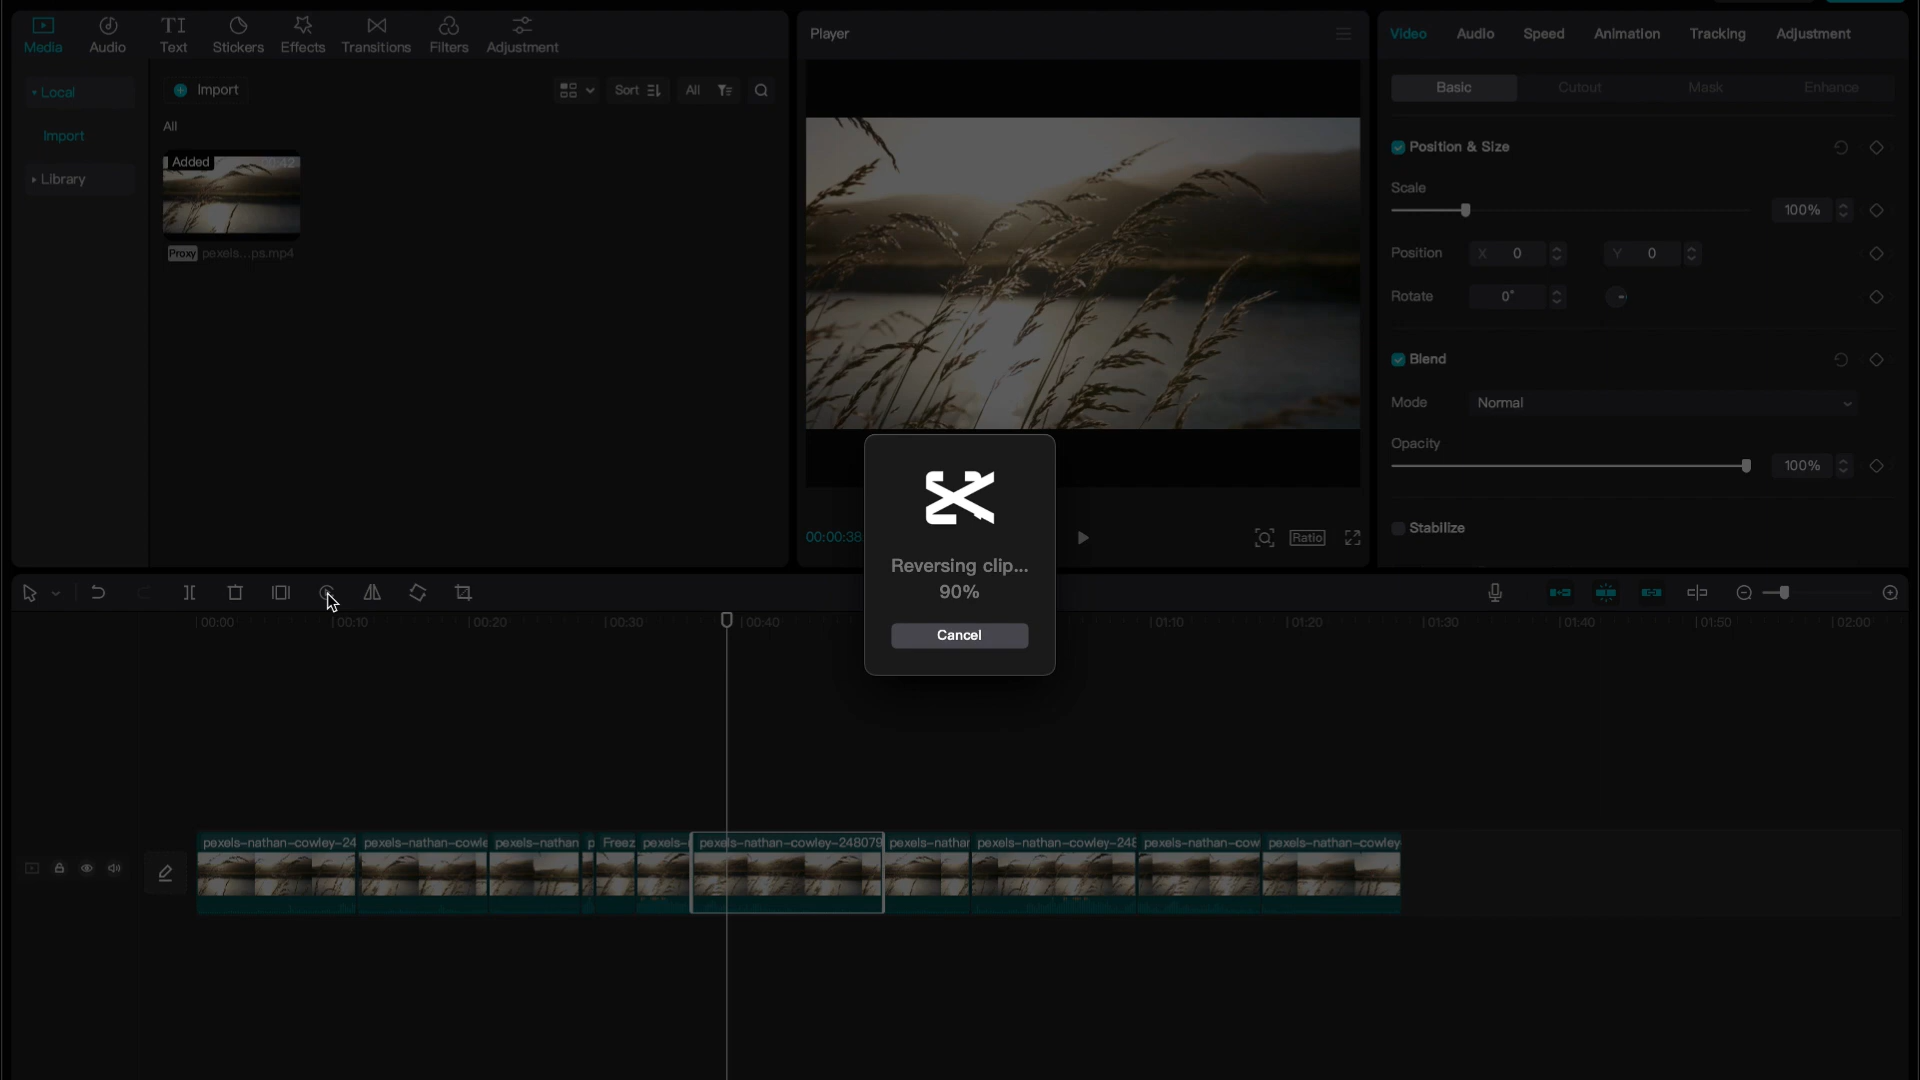 Media
Audio
Text
Stickers
Effects
Transitions
Filters
Adjustment
Local
Import
Library
Import
Sort
All
All
Added
Proxy pexels...ps.mp4
Player
00:00:38
Ratio
Video
Audio
Speed
Animation
Tracking
Adjustment
Basic
Cutout
Mask
Enhance
Position & Size
Scale
100%
Position X 0 Y 0
Rotate 0°
Blend
Mode Normal
Opacity
100%
Stabilize
Reversing clip...
90%
Cancel
00:00 00:10 00:20 00:30 00:40 01:10 01:20 01:30 01:40 01:50 02:00
pexels-nathan-cowley-24 pexels-nathan-cowle pexels-nathan p Freez pexels-n pexels-nathan-cowley-248079 pexels-nathan pexels-nathan-cowley-248 pexels-nathan-cow pexels-nathan-cowley